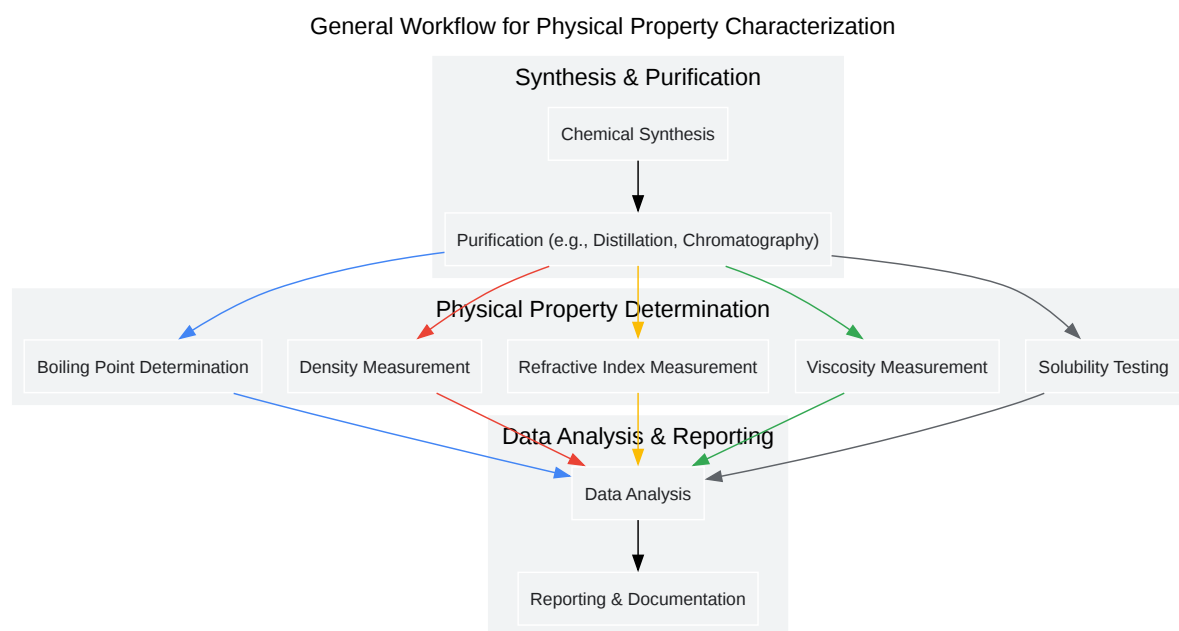 General Workflow for Physical Property Characterization
Synthesis & Purification
Chemical Synthesis
Purification (e.g., Distillation, Chromatography)
Physical Property Determination
Boiling Point Determination
Density Measurement
Refractive Index Measurement
Viscosity Measurement
Solubility Testing
Data Analysis & Reporting
Data Analysis
Reporting & Documentation